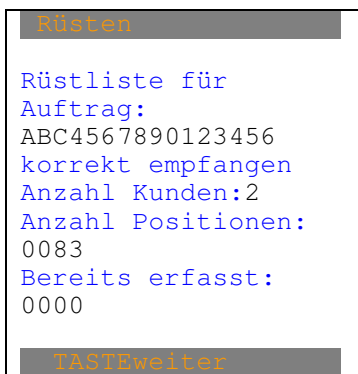 Rüsten
Rüstliste für
Auftrag:
ABC4567890123456
korrekt empfangen
Anzahl Kunden:2
Anzahl Positionen:
0083
Bereits erfasst:
0000
TASTEweiter